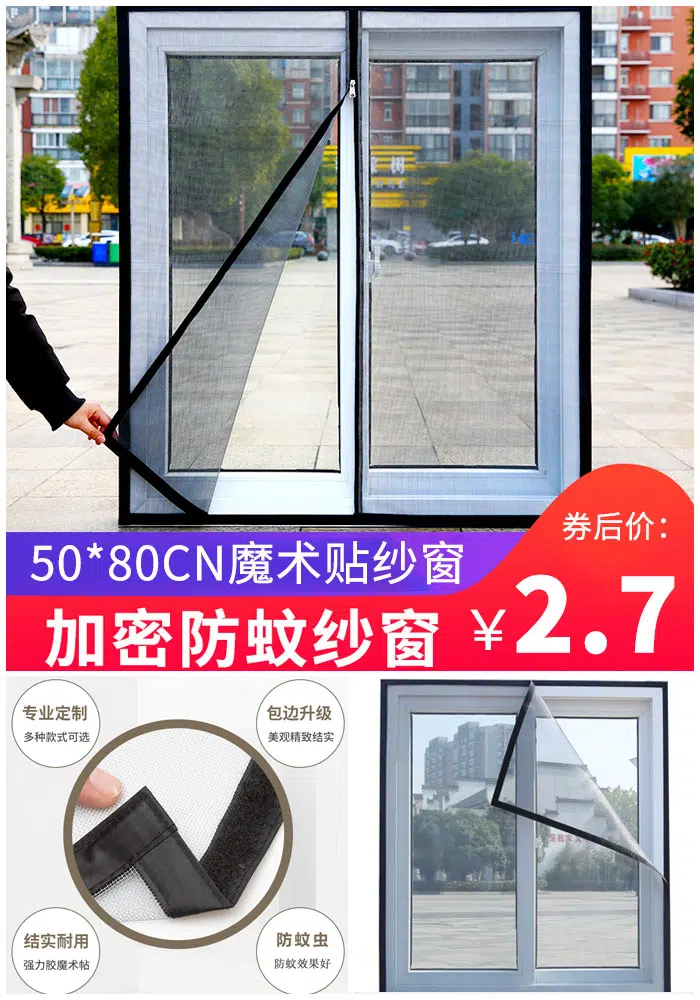 券后价：
50*80CN魔术贴纱窗
加密防蚊纱窗
¥2.7
专业定制
多种款式可选
包边升级
美观精致结实
结实耐用
强力胶魔术帖
防蚊虫
防蚊效果好